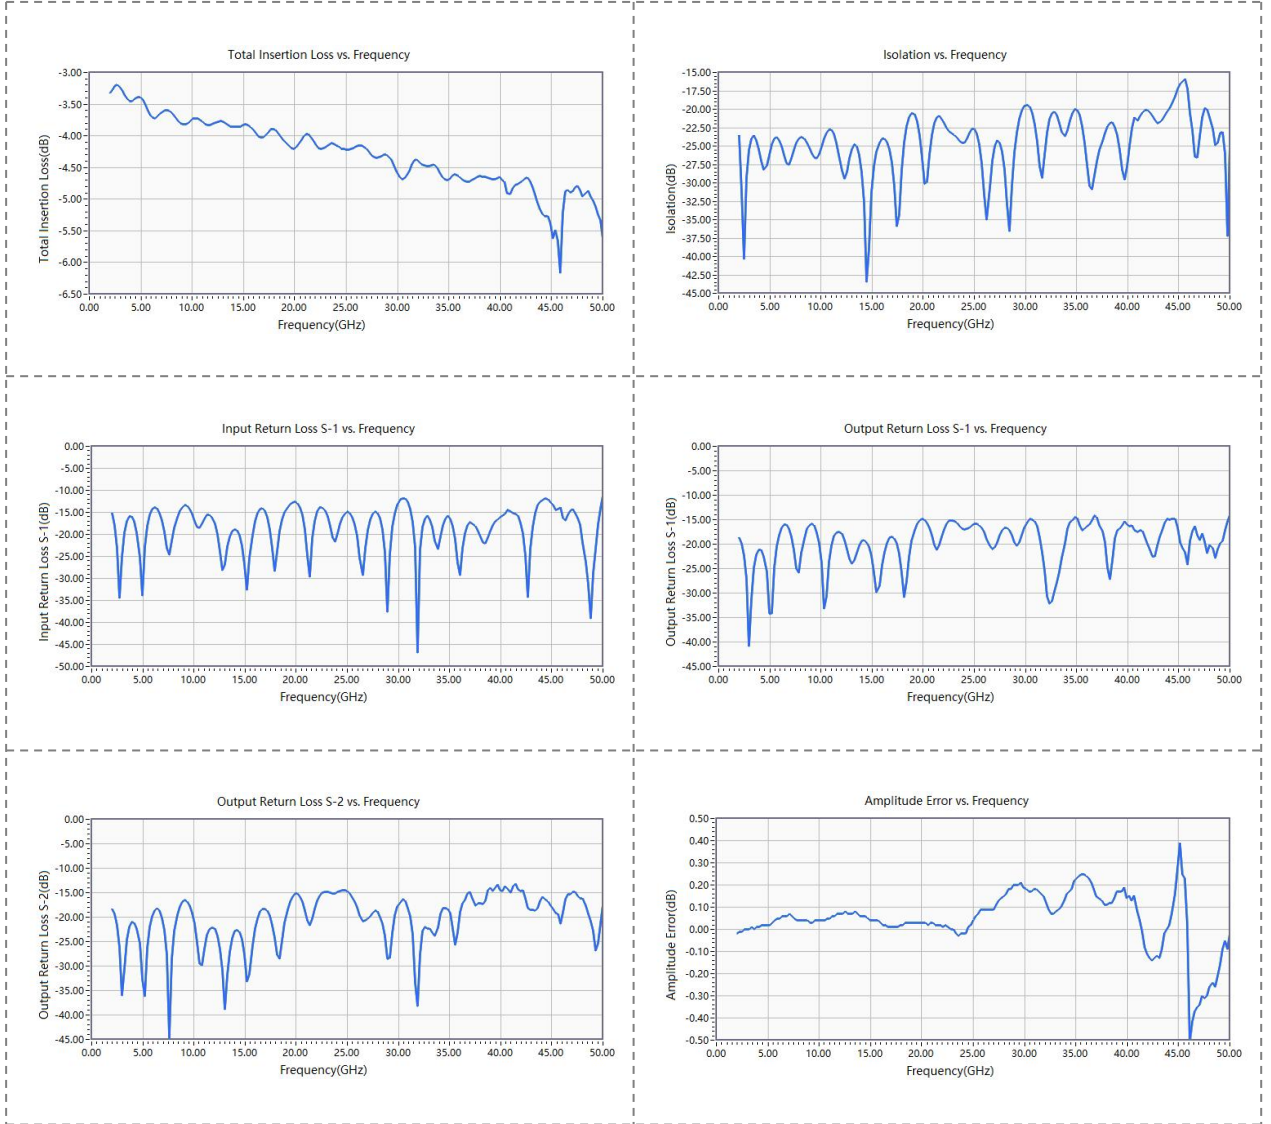 Total Insertion Loss vs. Frequency
-3.00
-3.50
-4.00
-4.50
-5.00
-5.50
-6.00
-6.50
Total Insertion Loss(dB)
0.00 5.00 10.00 15.00 20.00 25.00 30.00 35.00 40.00 45.00 50.00
Frequency(GHz)
Isolation vs. Frequency
-15.00
-17.50
-20.00
-22.50
-25.00
-27.50
-30.00
-32.50
-35.00
-37.50
-40.00
-42.50
-45.00
Isolation(dB)
0.00 5.00 10.00 15.00 20.00 25.00 30.00 35.00 40.00 45.00 50.00
Frequency(GHz)
Input Return Loss S-1 vs. Frequency
0.00
-5.00
-10.00
-15.00
-20.00
-25.00
-30.00
-35.00
-40.00
-45.00
-50.00
Input Return Loss S-1(dB)
0.00 5.00 10.00 15.00 20.00 25.00 30.00 35.00 40.00 45.00 50.00
Frequency(GHz)
Output Return Loss S-1 vs. Frequency
0.00
-5.00
-10.00
-15.00
-20.00
-25.00
-30.00
-35.00
-40.00
-45.00
Output Return Loss S-1(dB)
0.00 5.00 10.00 15.00 20.00 25.00 30.00 35.00 40.00 45.00 50.00
Frequency(GHz)
Output Return Loss S-2 vs. Frequency
0.00
-5.00
-10.00
-15.00
-20.00
-25.00
-30.00
-35.00
-40.00
-45.00
Output Return Loss S-2(dB)
0.00 5.00 10.00 15.00 20.00 25.00 30.00 35.00 40.00 45.00 50.00
Frequency(GHz)
Amplitude Error vs. Frequency
0.50
0.40
0.30
0.20
0.10
0.00
-0.10
-0.20
-0.30
-0.40
-0.50
Amplitude Error(dB)
0.00 5.00 10.00 15.00 20.00 25.00 30.00 35.00 40.00 45.00 50.00
Frequency(GHz)